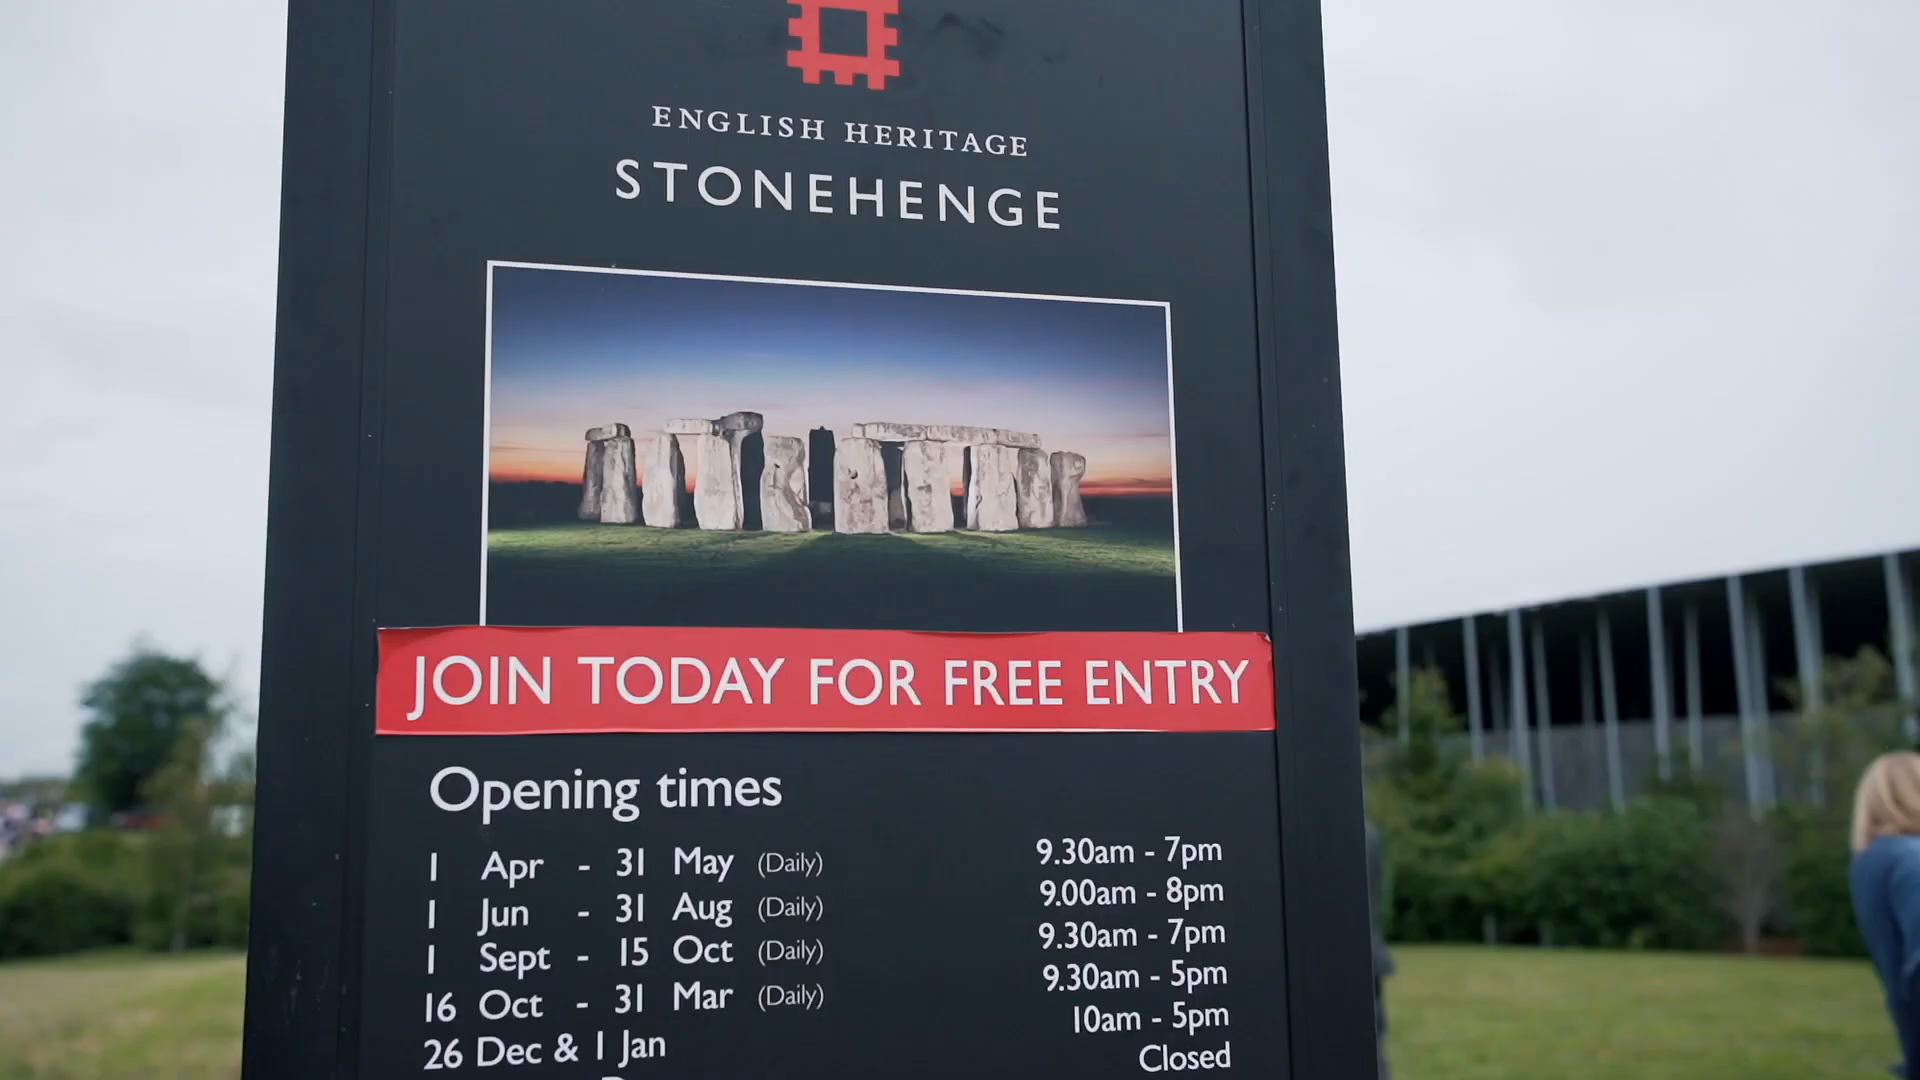 ENGLISH HERITAGE
STONEHENGE
JOIN TODAY FOR FREE ENTRY
Opening times
1 Apr - 31 May (Daily) 9.30am - 7pm
1 Jun - 31 Aug (Daily) 9.00am - 8pm
1 Sept - 15 Oct (Daily) 9.30am - 7pm
16 Oct - 31 Mar (Daily) 9.30am - 5pm
26 Dec & 1 Jan 10am - 5pm
Closed